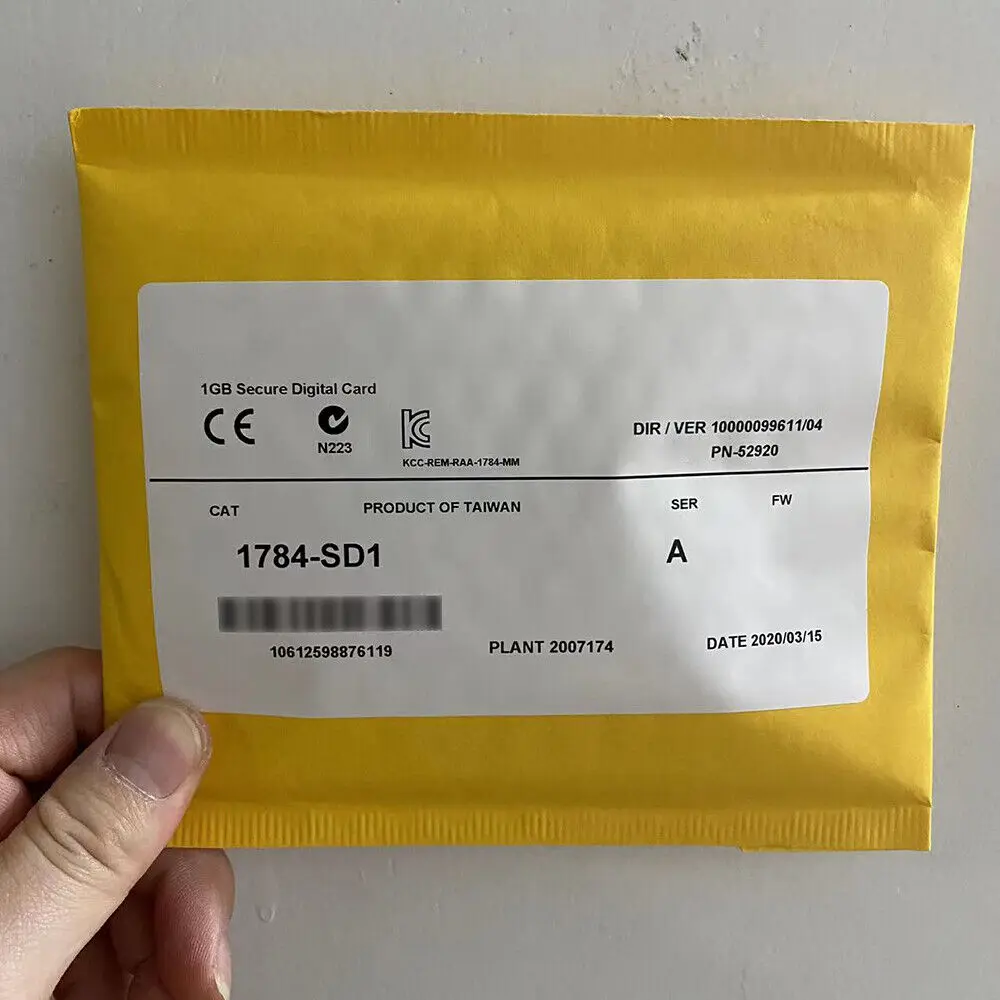 1GB Secure Digital Card
CE
N223
KC
KCC-REM-RAA-1784-MM
DIR / VER 10000099611/04
PN-52920
CAT PRODUCT OF TAIWAN SER FW
1784-SD1 A
10612598876119
PLANT 2007174
DATE 2020/03/15